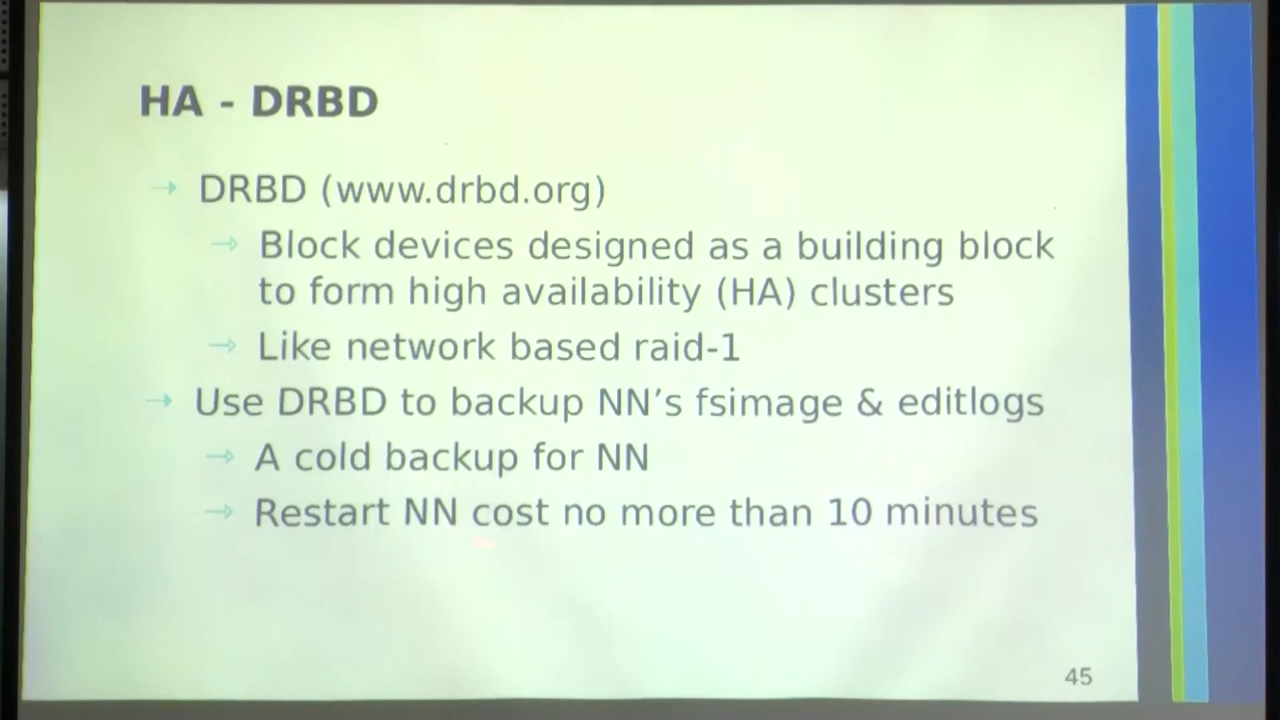 HA - DRBD
DRBD (www.drbd.org)
Block devices designed as a building block
to form high availability (HA) clusters
Like network based raid-1
Use DRBD to backup NN’s fsimage & editlogs
A cold backup for NN
Restart NN cost no more than 10 minutes
45